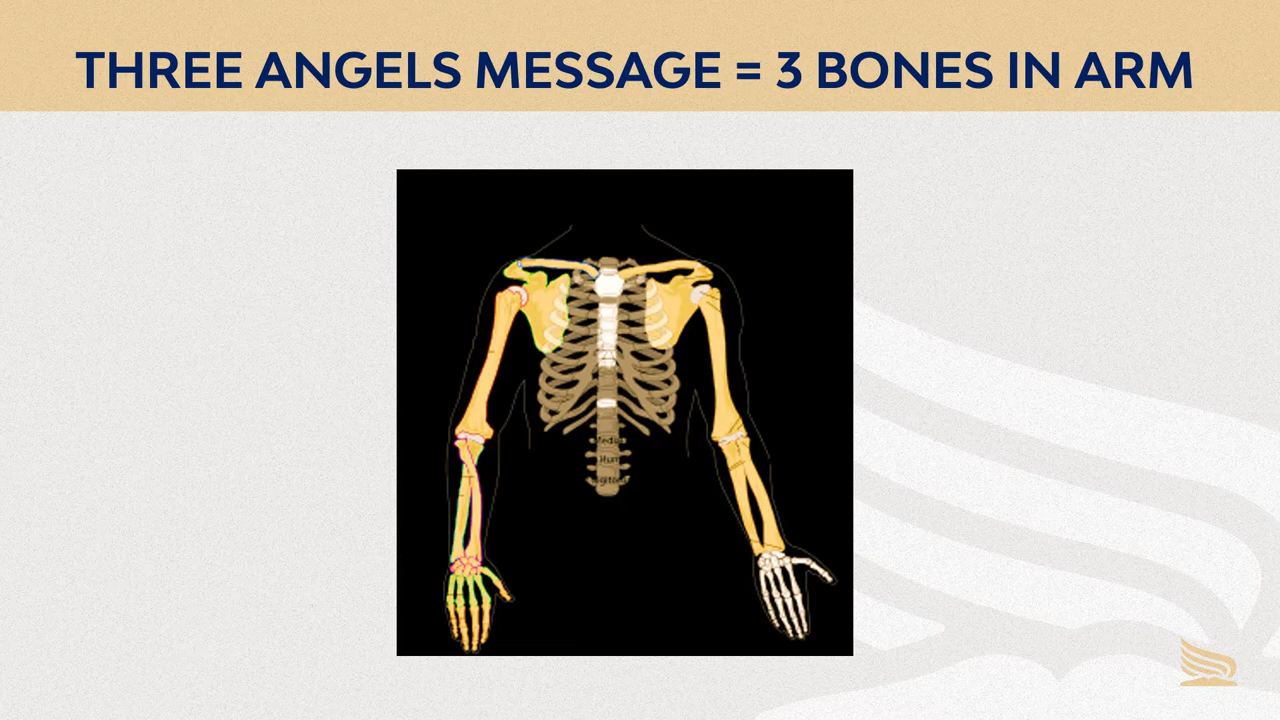 THREE ANGELS MESSAGE = 3 BONES IN ARM